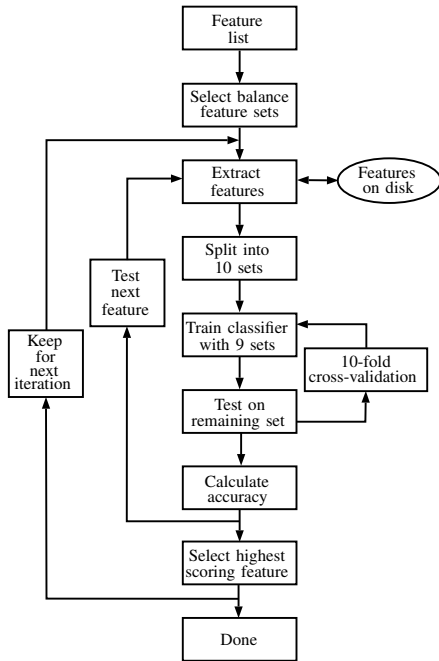 Feature
list
Select balance
feature sets
Extract
features
Features
on disk
Split into
10 sets
Test
next
feature
Train classifier
with 9 sets
Keep
for
next
iteration
10-fold
cross-validation
Test on
remaining set
Calculate
accuracy
Select highest
scoring feature
Done